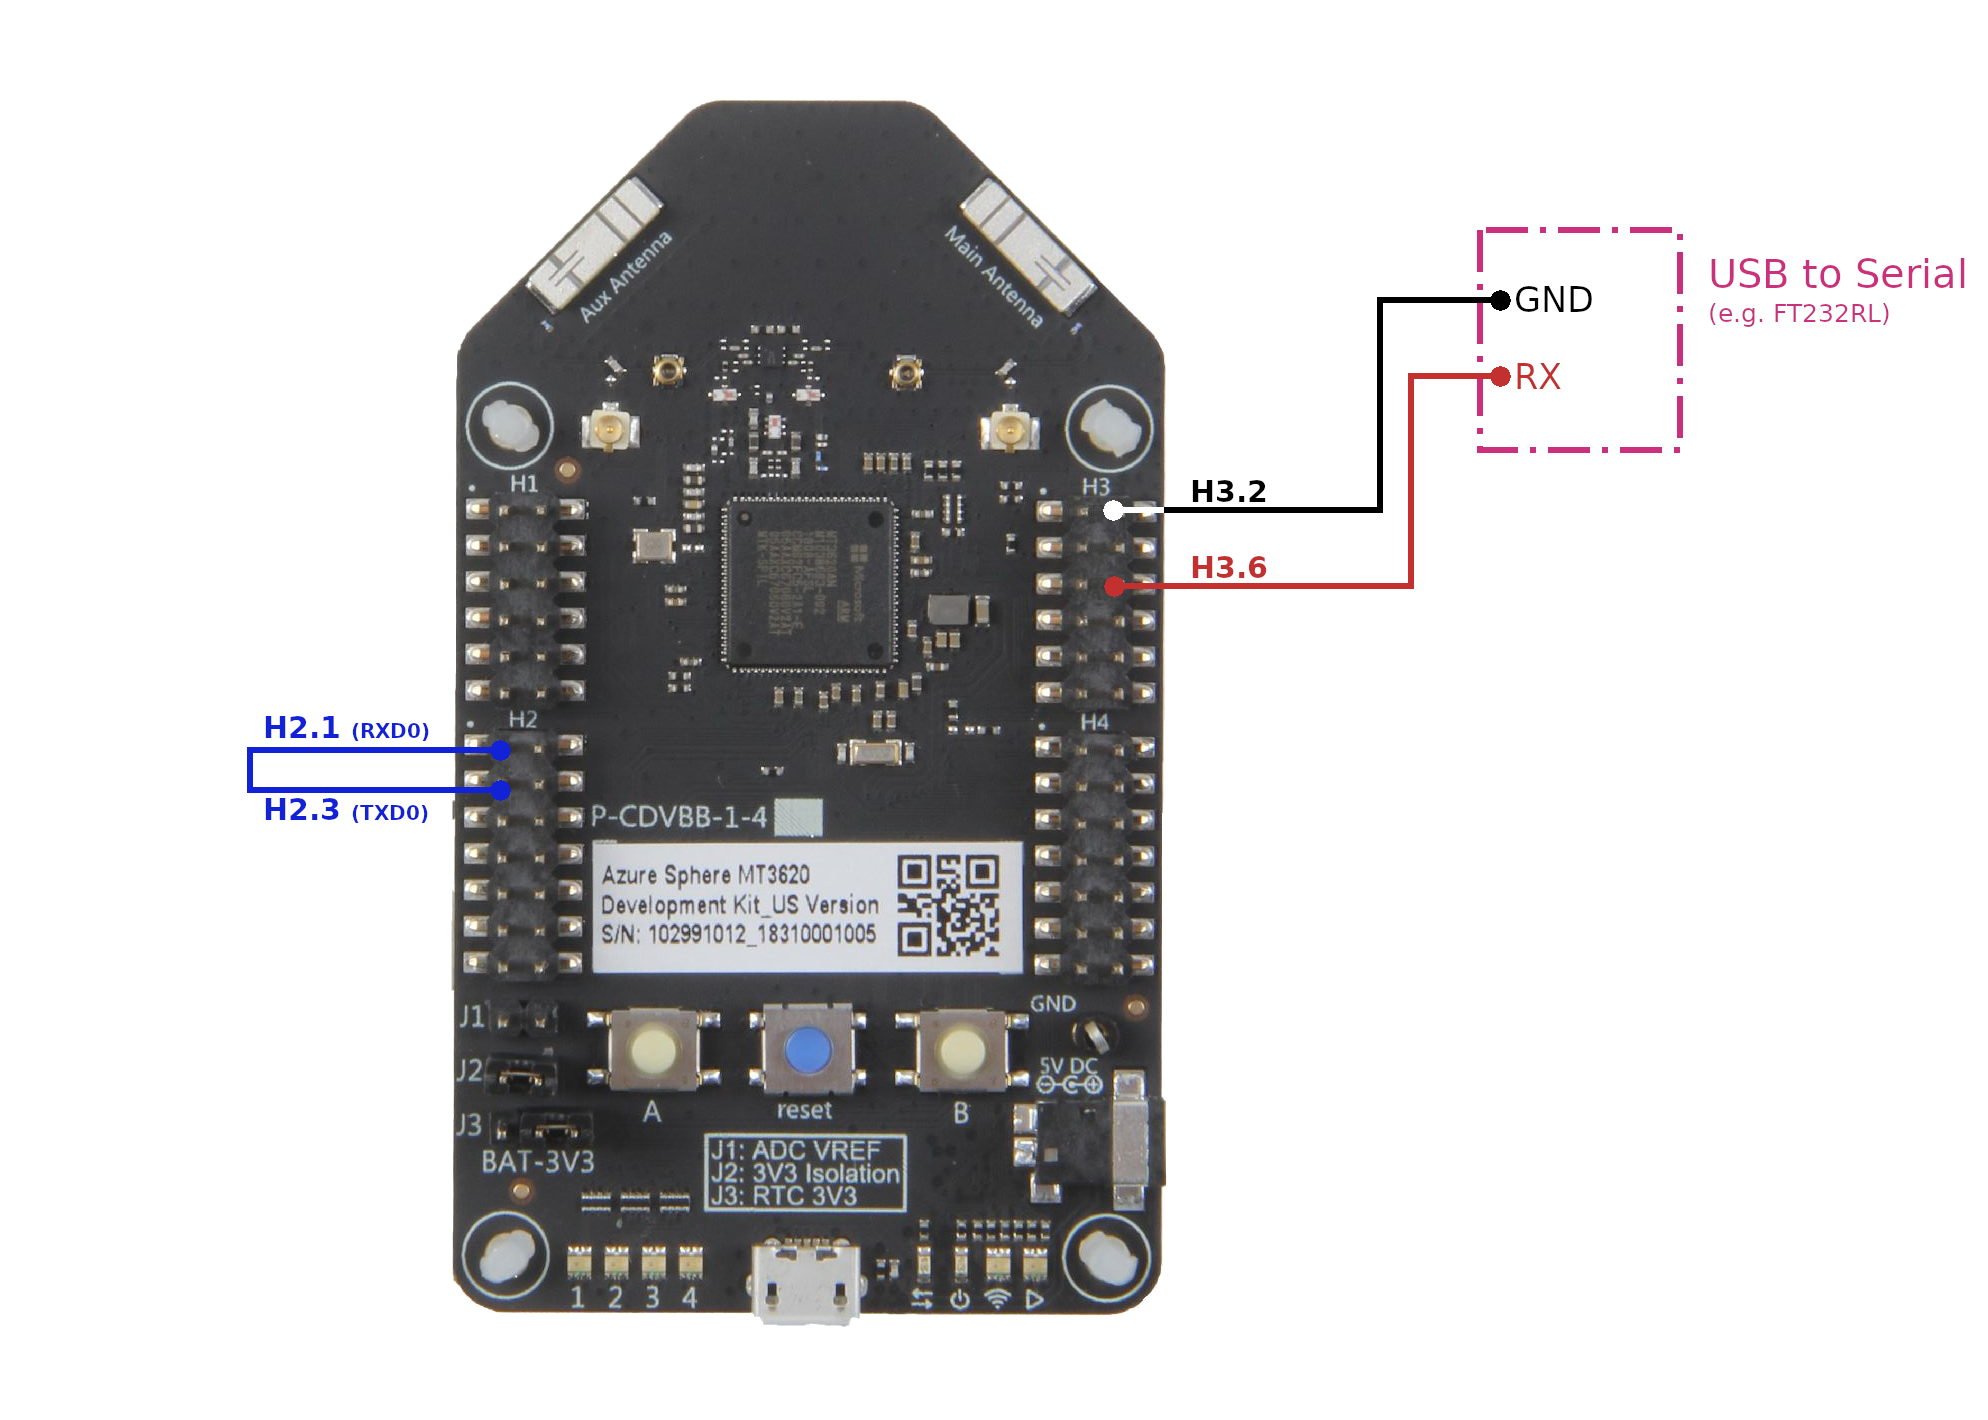 Aux Antenna
Main Antenna
USB to Serial
(e.g. FT232RL)
GND
RX
H1
H3
H3.2
H3.6
Microsoft
ARM
H2
H4
H2.1 (RXD0)
H2.3 (TXD0)
P-CDVBB-1-4
Azure Sphere MT3620
Development Kit_US Version
S/N: 102991012_18310001005
J1
J2
J3
BAT-3V3
A
reset
B
GND
5V DC
J1: ADC VREF
J2: 3V3 Isolation
J3: RTC 3V3
1 2 3 4